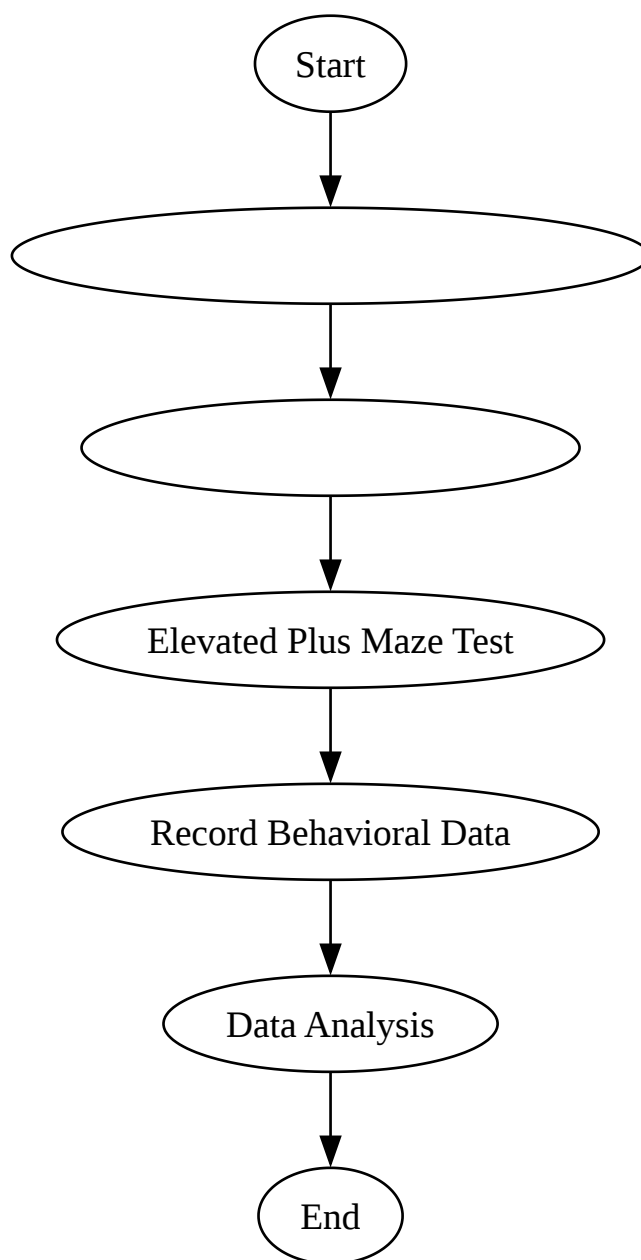 Start
Elevated Plus Maze Test
Record Behavioral Data
Data Analysis
End